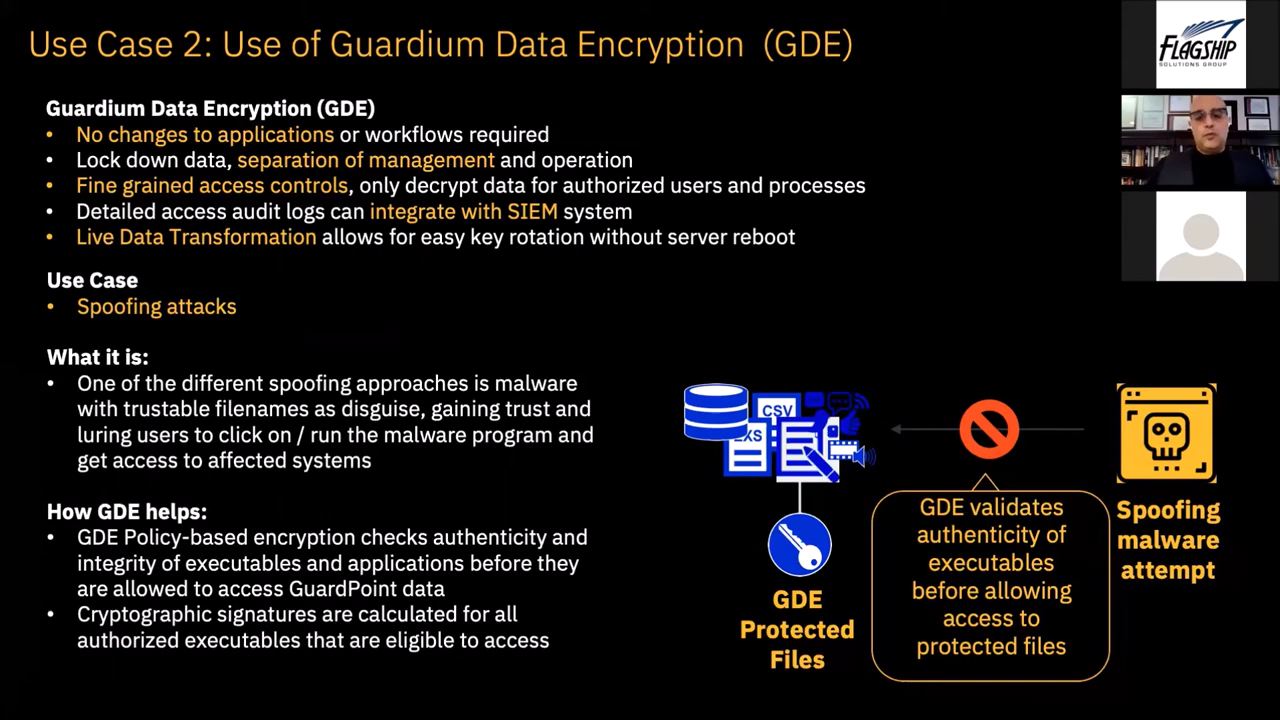 Use Case 2: Use of Guardium Data Encryption (GDE)
FLAGSHIP
SOLUTIONS GROUP
Guardium Data Encryption (GDE)
• No changes to applications or workflows required
• Lock down data, separation of management and operation
• Fine grained access controls, only decrypt data for authorized users and processes
• Detailed access audit logs can integrate with SIEM system
• Live Data Transformation allows for easy key rotation without server reboot
Use Case
• Spoofing attacks
What it is:
• One of the different spoofing approaches is malware
with trustable filenames as disguise, gaining trust and
luring users to click on / run the malware program and
get access to affected systems
How GDE helps:
• GDE Policy-based encryption checks authenticity and
integrity of executables and applications before they
are allowed to access GuardPoint data
• Cryptographic signatures are calculated for all
authorized executables that are eligible to access
CSV
GDE
Protected
Files
GDE validates
authenticity of
executables
before allowing
access to
protected files
Spoofing
malware
attempt